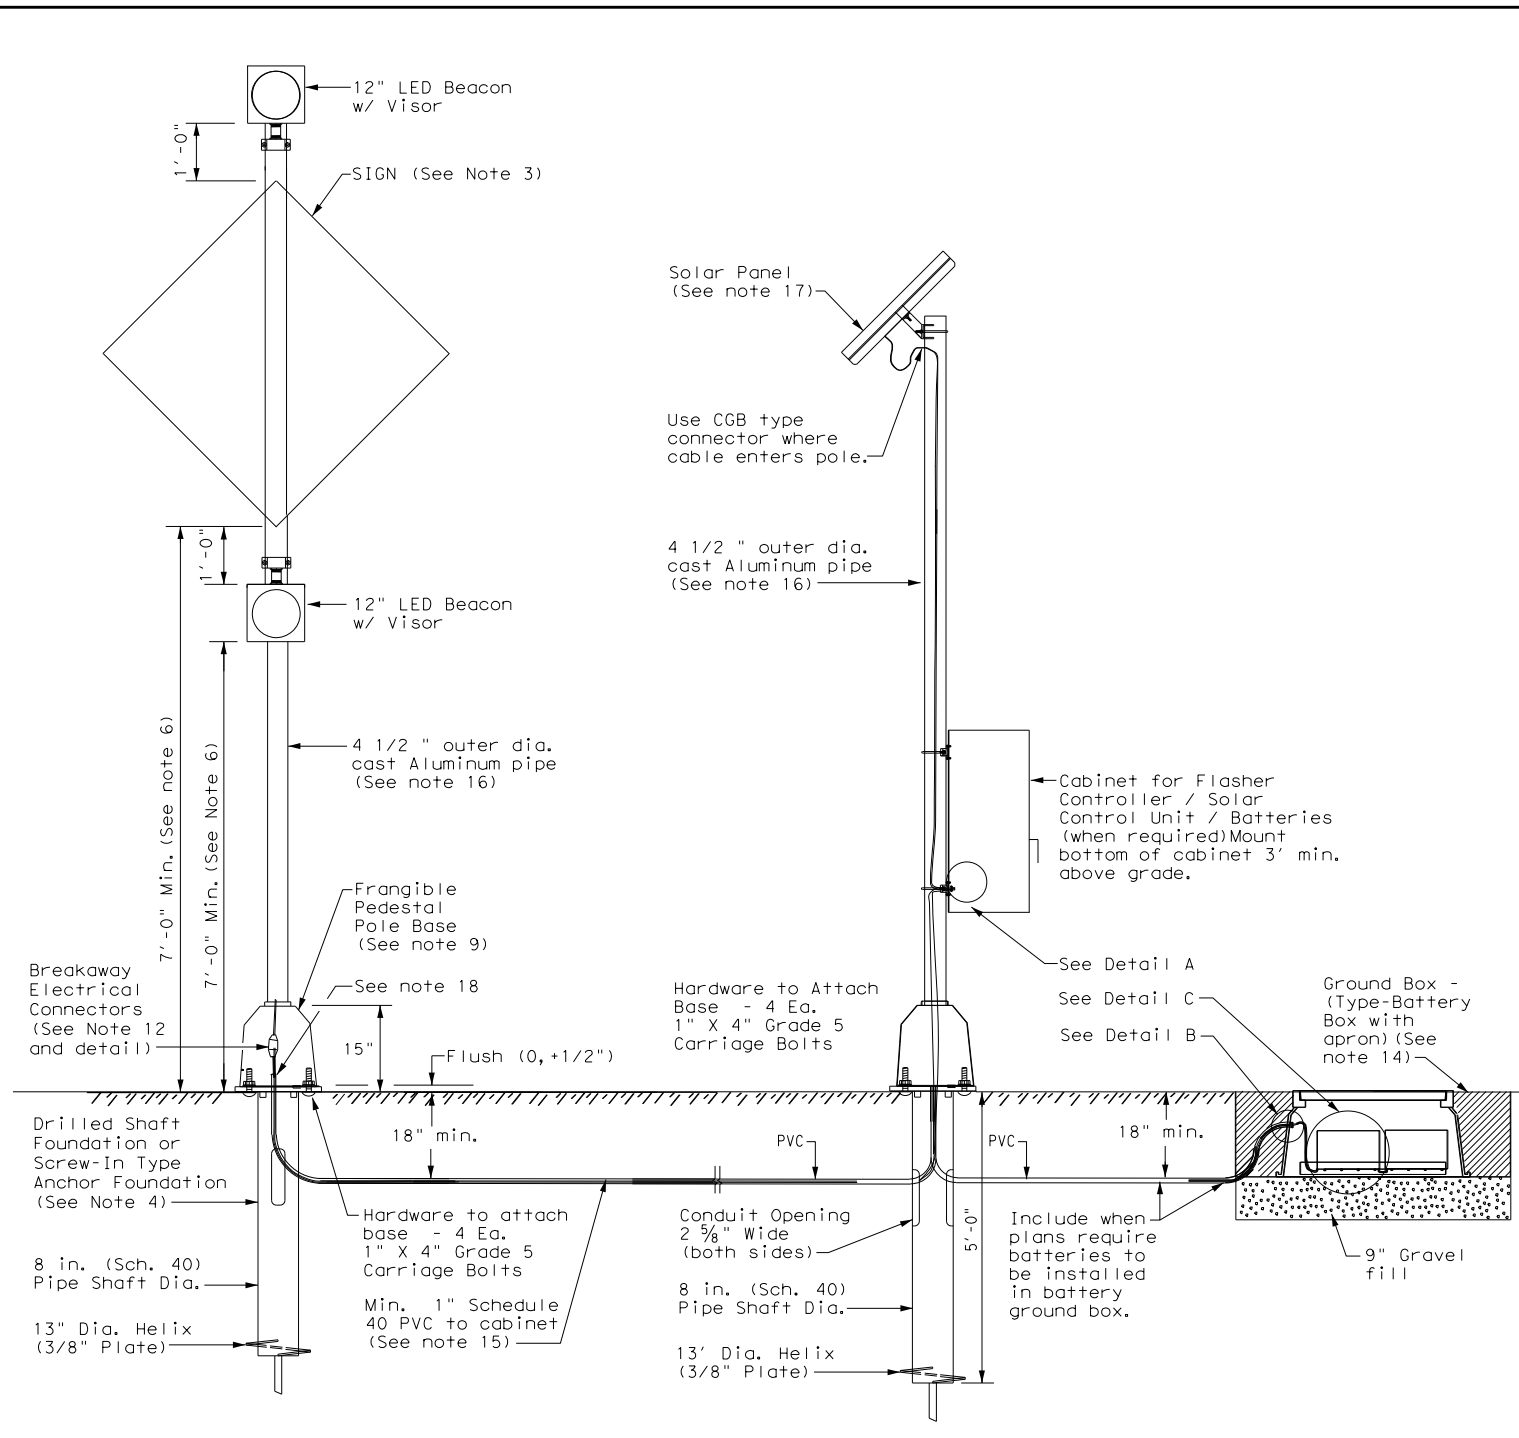 12" LED Beacon
w/ Visor
1'-0"
SIGN (See Note 3)
Solar Panel
(See note 17)
Use CGB type
connector where
cable enters pole.
1'-0"
4 1/2 " outer dia.
cast Aluminum pipe
(See note 16)
12" LED Beacon
w/ Visor
7'-0" Min. (See note 6)
7'-0" Min. (See Note 6)
4 1/2 " outer dia.
cast Aluminum pipe
(See note 16)
Cabinet for Flasher
Controller / Solar
Control Unit / Batteries
(when required)Mount
bottom of cabinet 3' min.
above grade.
Frangible
Pedestal
Pole Base
(See note 9)
Breakaway
Electrical
Connectors
(See Note 12
and detail)
See note 18
15"
Flush (0,+1/2")
Hardware to Attach
Base - 4 Ea.
1" X 4" Grade 5
Carriage Bolts
See Detail A
See Detail C
See Detail B
Ground Box -
(Type-Battery
Box with
apron)(See
note 14)
Drilled Shaft
Foundation or
Screw-In Type
Anchor Foundation
(See Note 4)
18" min.
PVC
PVC
18" min.
Hardware to attach
base - 4 Ea.
1" X 4" Grade 5
Carriage Bolts
Conduit Opening
2 ⅝" Wide
(both sides)
5'-0"
Include when
plans require
batteries to
be installed
in battery
ground box.
9" Gravel
fill
8 in. (Sch. 40)
Pipe Shaft Dia.
Min. 1" Schedule
40 PVC to cabinet
(See note 15)
8 in. (Sch. 40)
Pipe Shaft Dia.
13" Dia. Helix
(3/8" Plate)
13' Dia. Helix
(3/8" Plate)